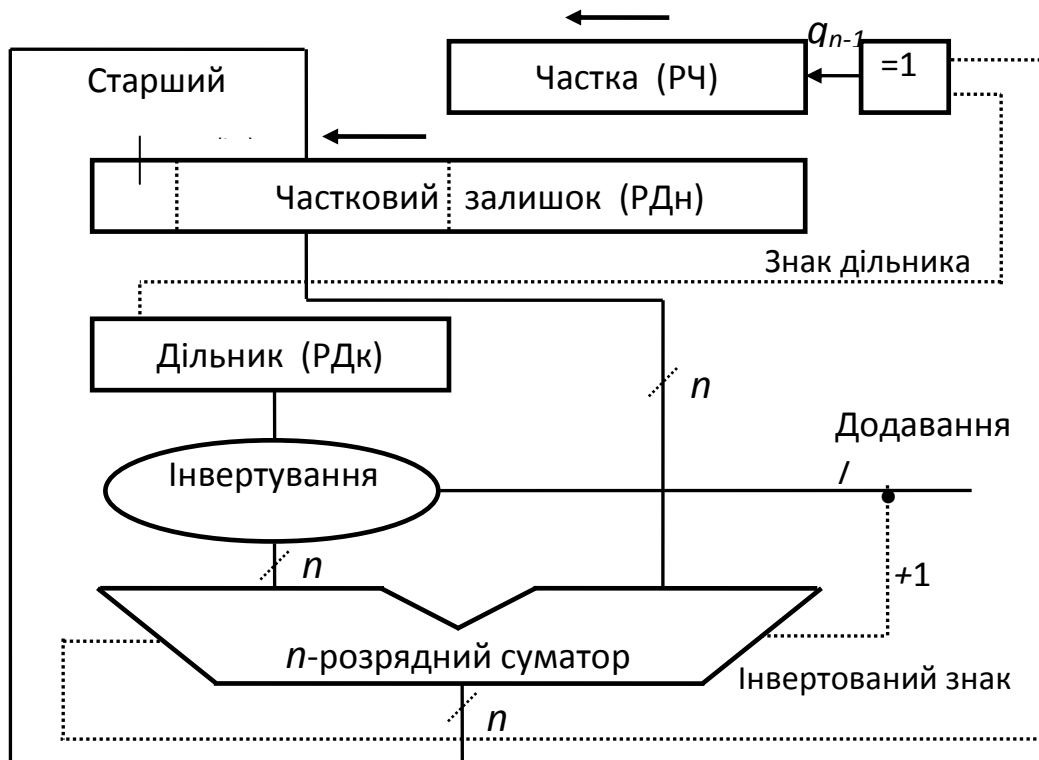 qn-1
=1
Частка (РЧ)
Старший
Частковий залишок (РДн)
Знак дільника
Дільник (РДк)
n
Додавання
/
Інвертування
n
+1
n-розрядний суматор
Інвертований знак
n